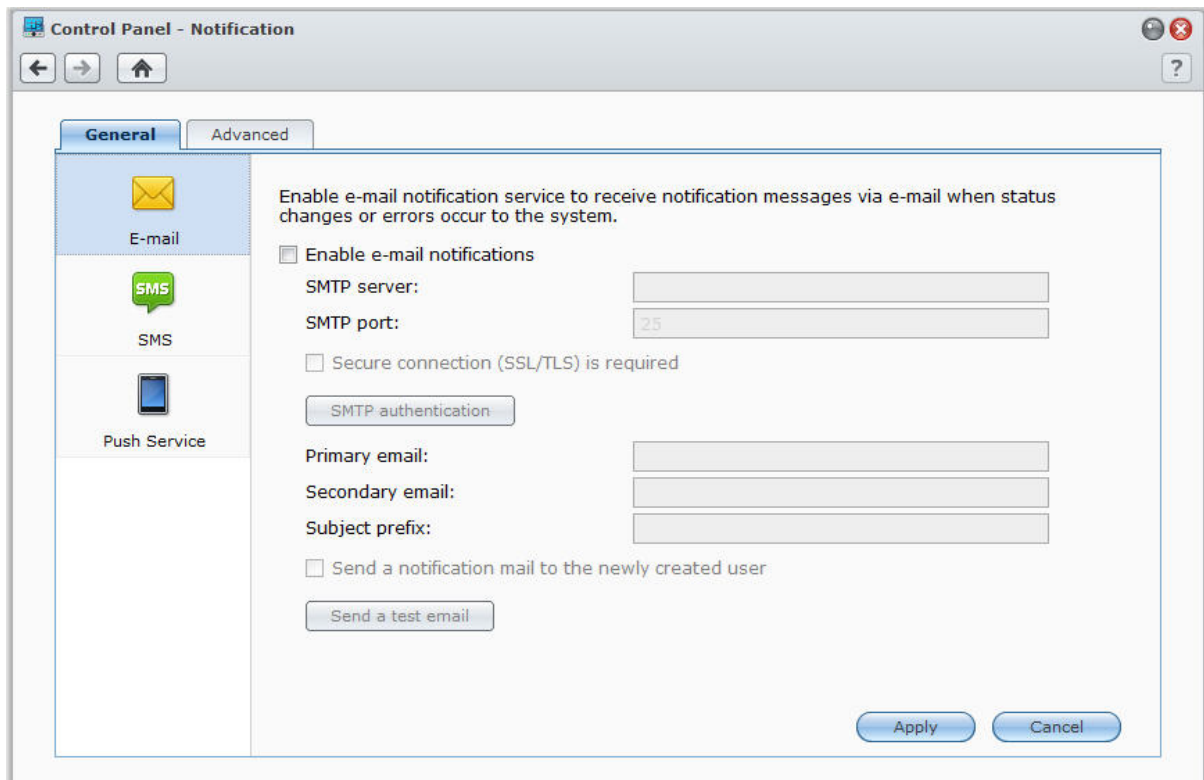 Control Panel - Notification
?
General
Advanced
E-mail
SMS
SMS
Push Service
Enable e-mail notification service to receive notification messages via e-mail when status
changes or errors occur to the system.
Enable e-mail notifications
SMTP server:
SMTP port: 25
Secure connection (SSL/TLS) is required
SMTP authentication
Primary email:
Secondary email:
Subject prefix:
Send a notification mail to the newly created user
Send a test email
Apply
Cancel